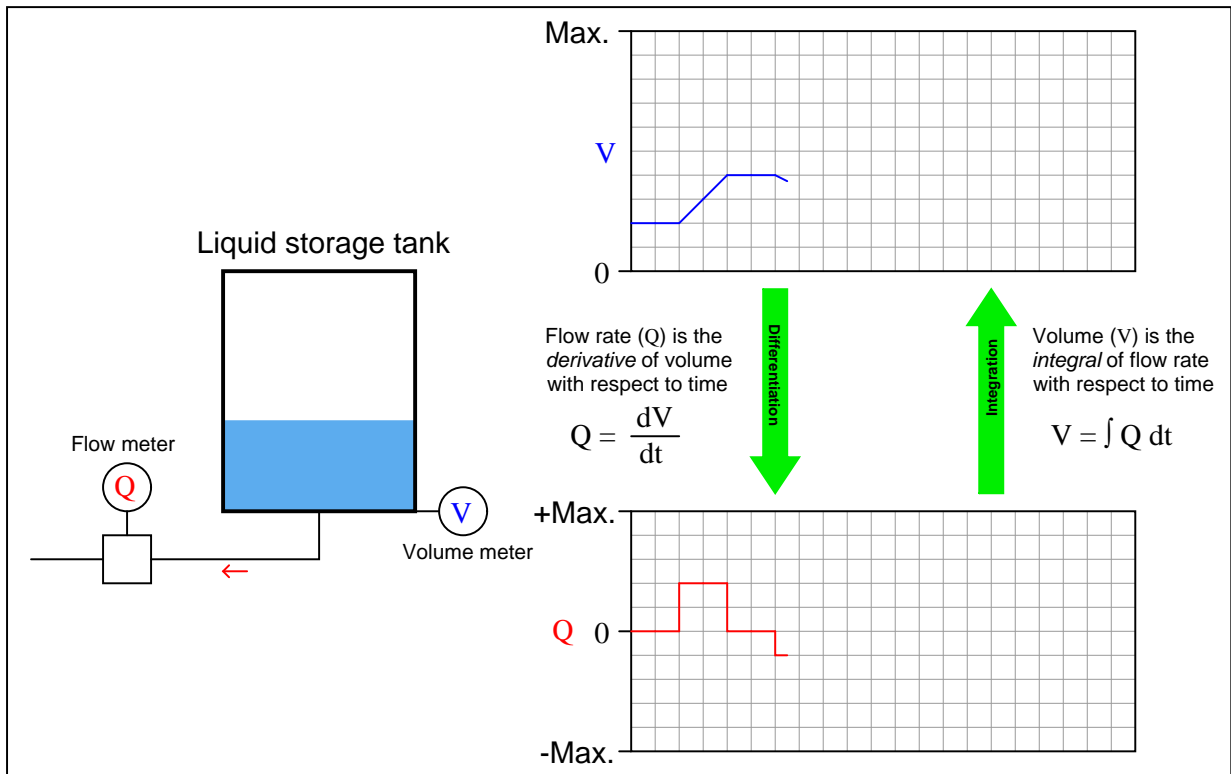 Max.
V
0
Liquid storage tank
Flow meter
Q
V
Volume meter
Flow rate (Q) is the
derivative of volume
with respect to time
Q = dV
dt
Differentiation
Integration
Volume (V) is the
integral of flow rate
with respect to time
V = ∫ Q dt
+Max.
Q 0
-Max.